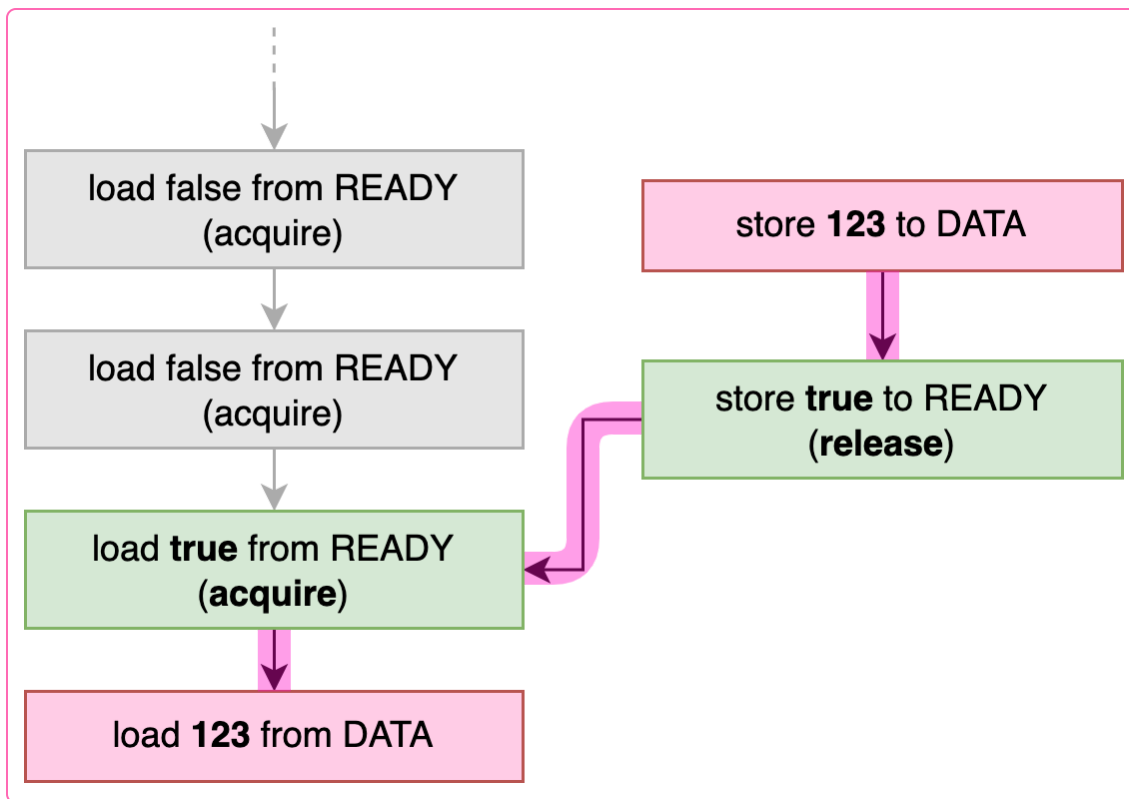 load false from READY
(acquire)
load false from READY
(acquire)
load true from READY
(acquire)
load 123 from DATA
store 123 to DATA
store true to READY
(release)